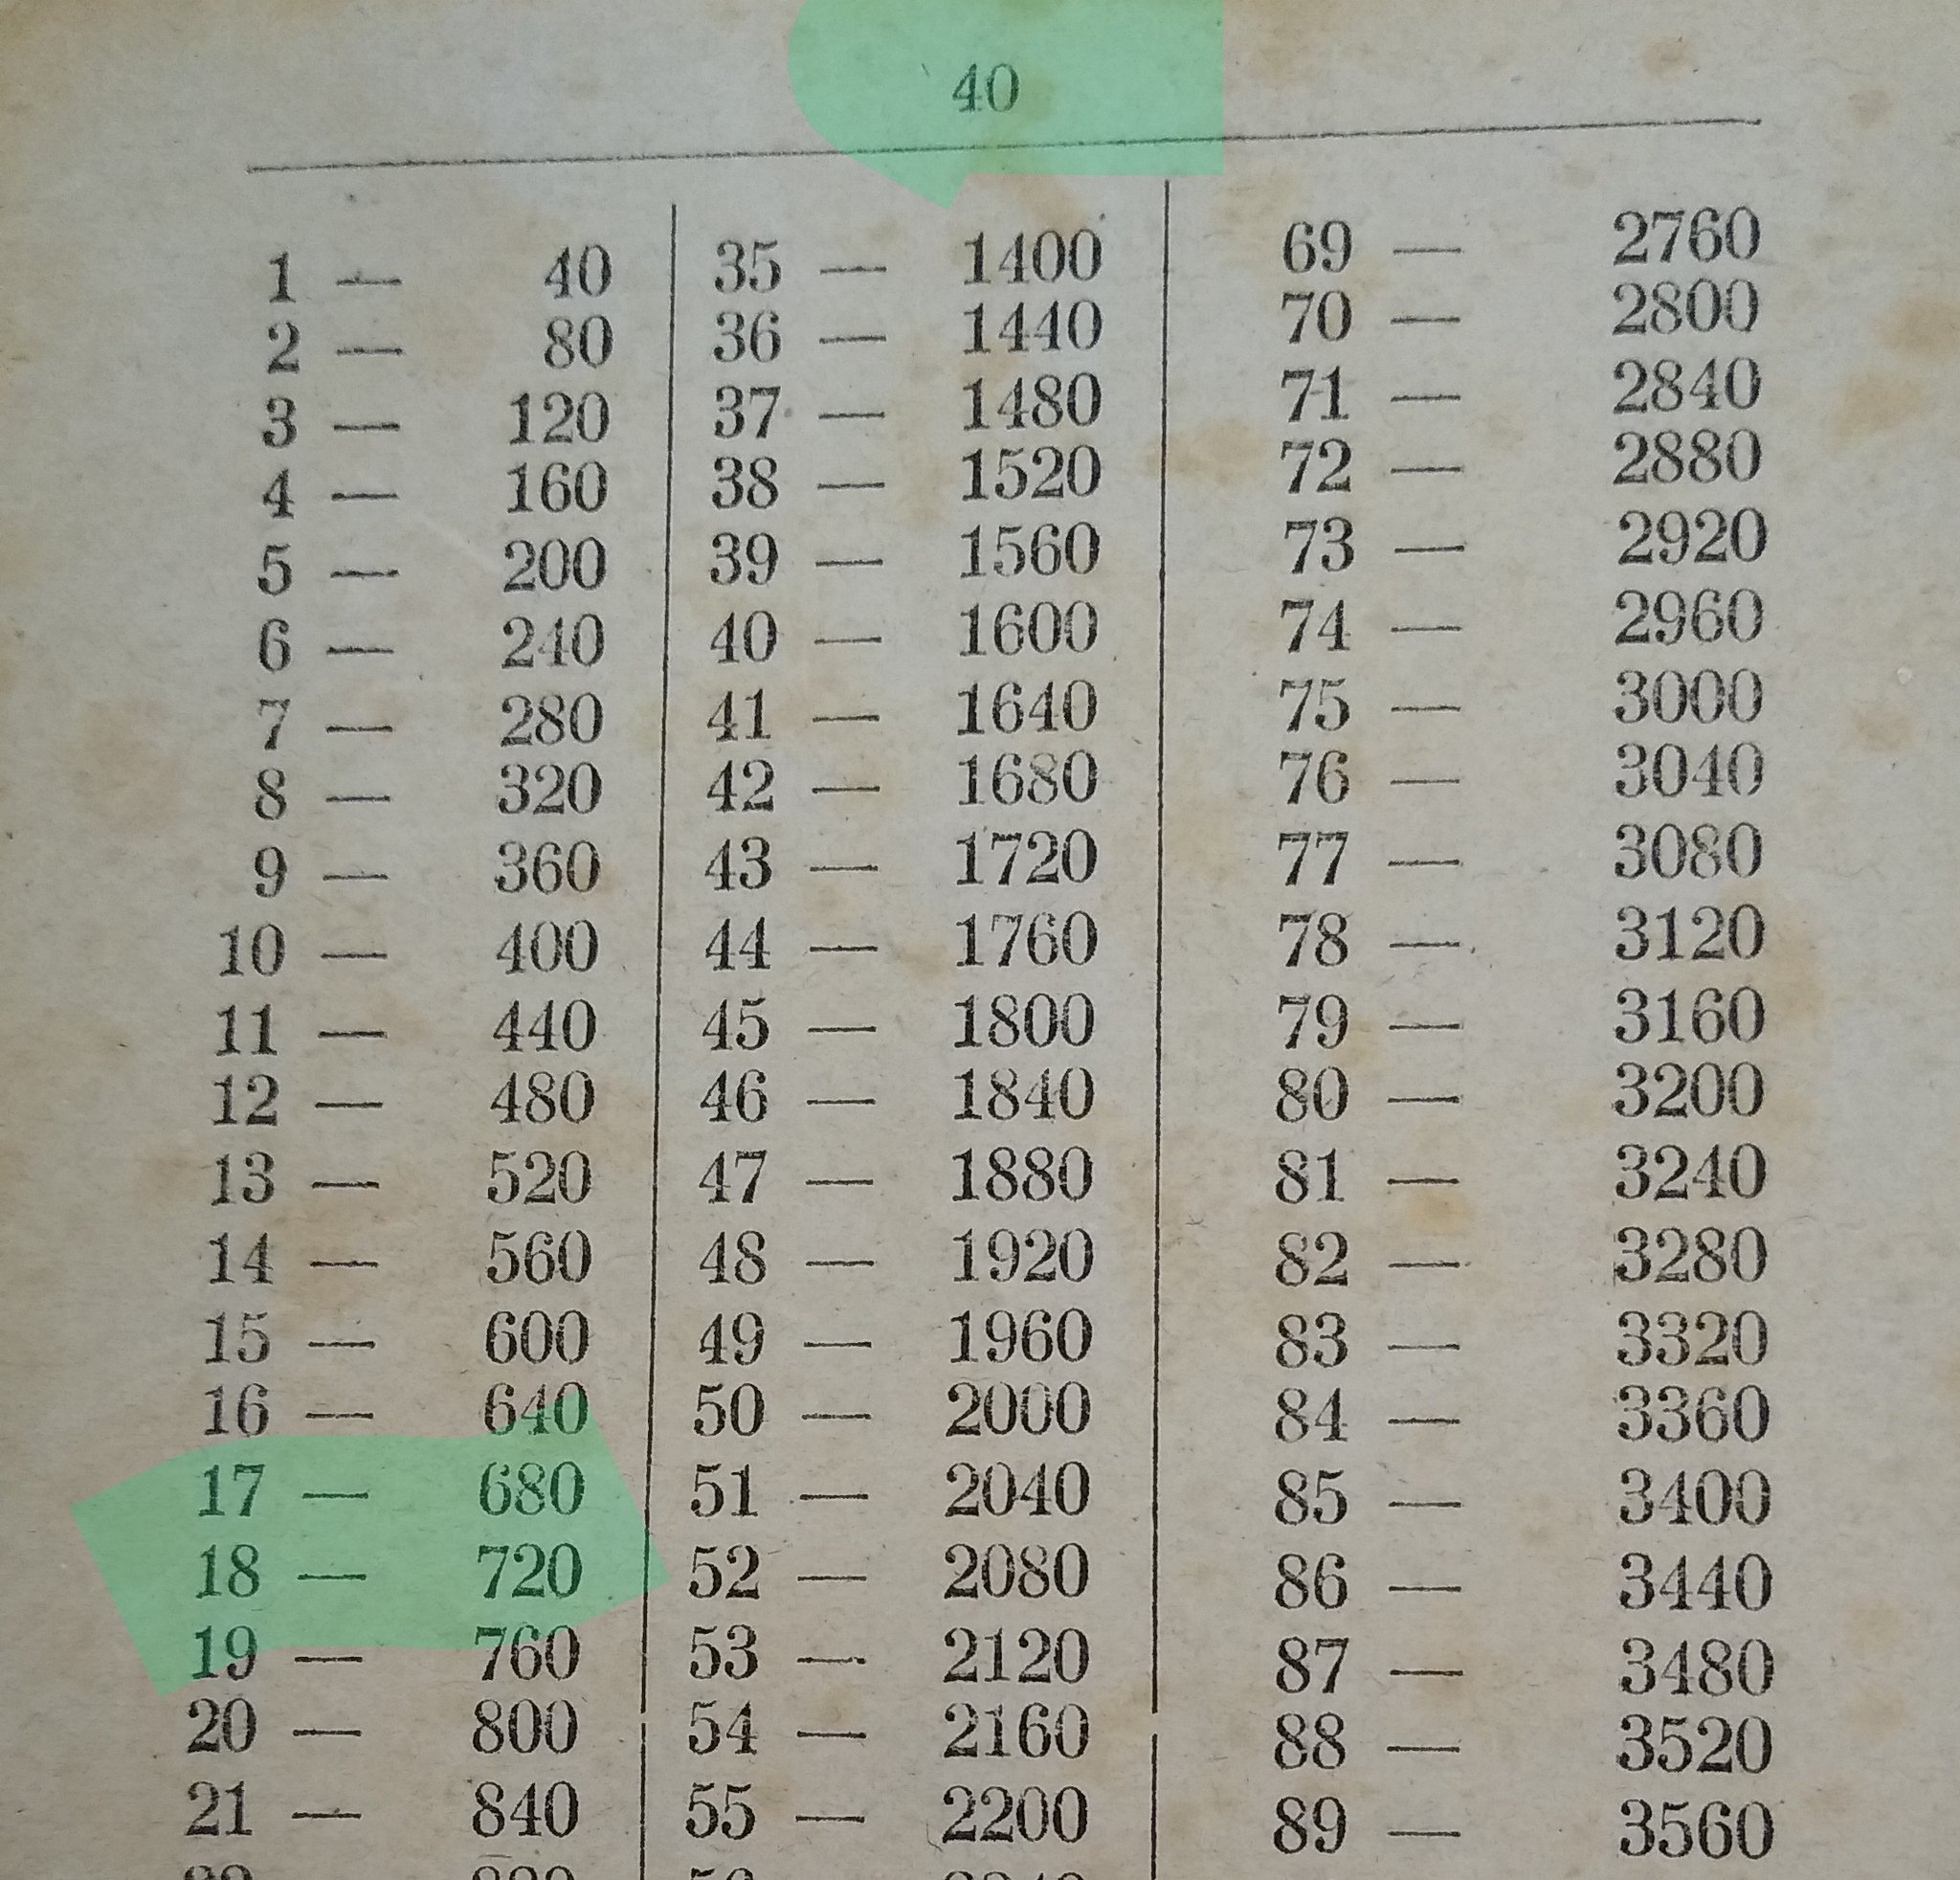 40
1 — 40
2 — 80
3 — 120
4 — 160
5 — 200
6 — 240
7 — 280
8 — 320
9 — 360
10 — 400
11 — 440
12 — 480
13 — 520
14 — 560
15 — 600
16 — 640
17 — 680
18 — 720
19 — 760
20 — 800
21 — 840
35 — 1400
36 — 1440
37 — 1480
38 — 1520
39 — 1560
40 — 1600
41 — 1640
42 — 1680
43 — 1720
44 — 1760
45 — 1800
46 — 1840
47 — 1880
48 — 1920
49 — 1960
50 — 2000
51 — 2040
52 — 2080
53 — 2120
54 — 2160
55 — 2200
69 — 2760
70 — 2800
71 — 2840
72 — 2880
73 — 2920
74 — 2960
75 — 3000
76 — 3040
77 — 3080
78 — 3120
79 — 3160
80 — 3200
81 — 3240
82 — 3280
83 — 3320
84 — 3360
85 — 3400
86 — 3440
87 — 3480
88 — 3520
89 — 3560